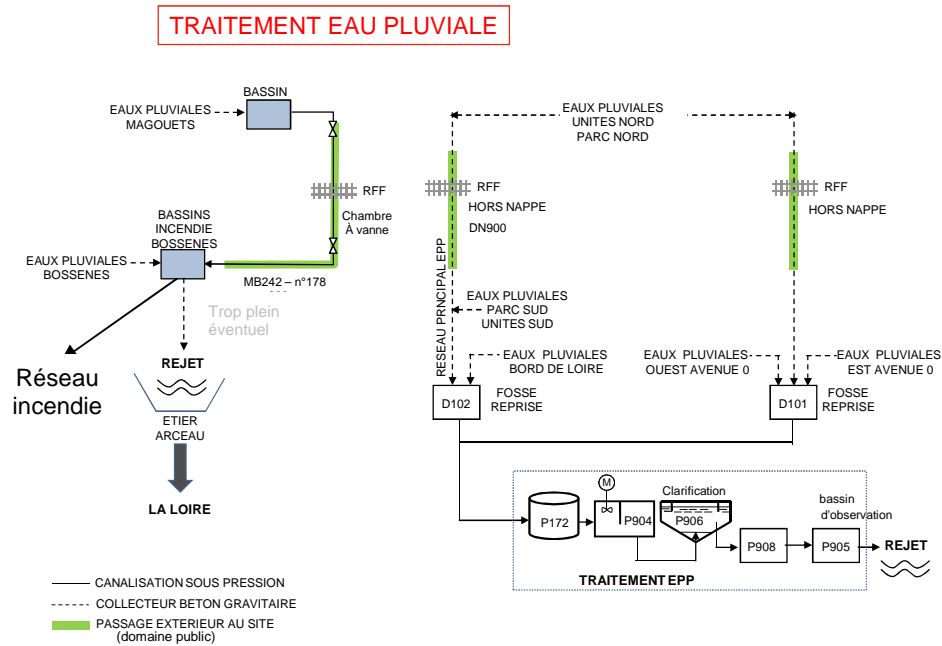 TRAITEMENT EAU PLUVIALE
BASSIN
EAUX PLUVIALES
MAGOUETS
RFF
Chambre
À vanne
BASSINS
INCENDIE
BOSSENES
EAUX PLUVIALES
BOSSENES
MB242 – n°178
Trop plein
éventuel
Réseau
incendie
REJET
ETIER
ARCEAU
LA LOIRE
EAUX PLUVIALES
UNITES NORD
PARC NORD
RFF
HORS NAPPE
DN900
RFF
HORS NAPPE
RESEAU PRNCIPAL EPP
EAUX PLUVIALES
PARC SUD
UNITES SUD
EAUX PLUVIALES
BORD DE LOIRE
EAUX PLUVIALES
OUEST AVENUE 0
EAUX PLUVIALES
EST AVENUE 0
D102
FOSSE
REPRISE
D101
FOSSE
REPRISE
M
Clarification
bassin
d'observation
P172
P904
P906
P908
P905
REJET
TRAITEMENT EPP
CANALISATION SOUS PRESSION
COLLECTEUR BETON GRAVITAIRE
PASSAGE EXTERIEUR AU SITE
(domaine public)